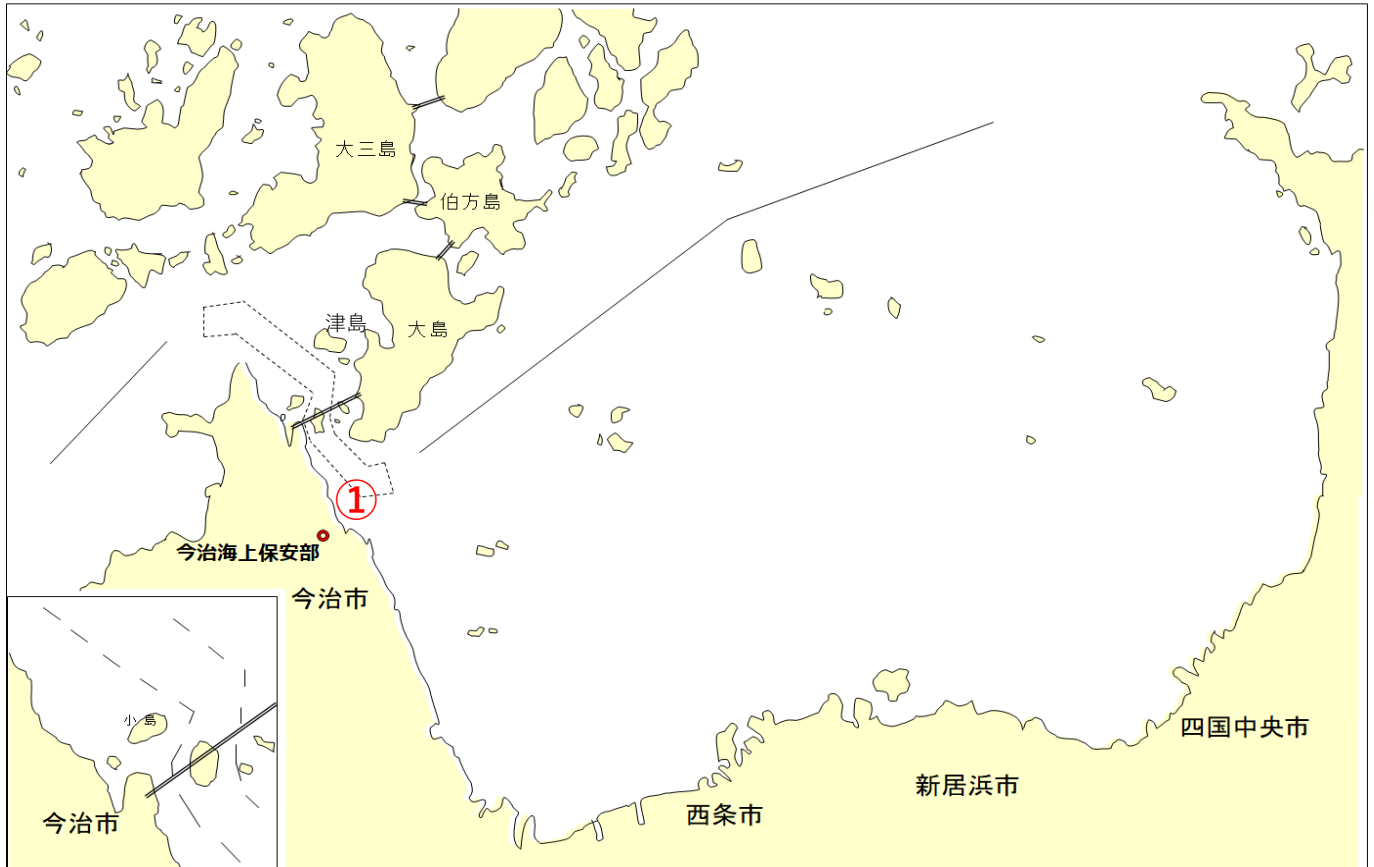 大三島
伯方島
津島
大島
①
今治海上保安部
今治市
小島
今治市
西条市
新居浜市
四国中央市